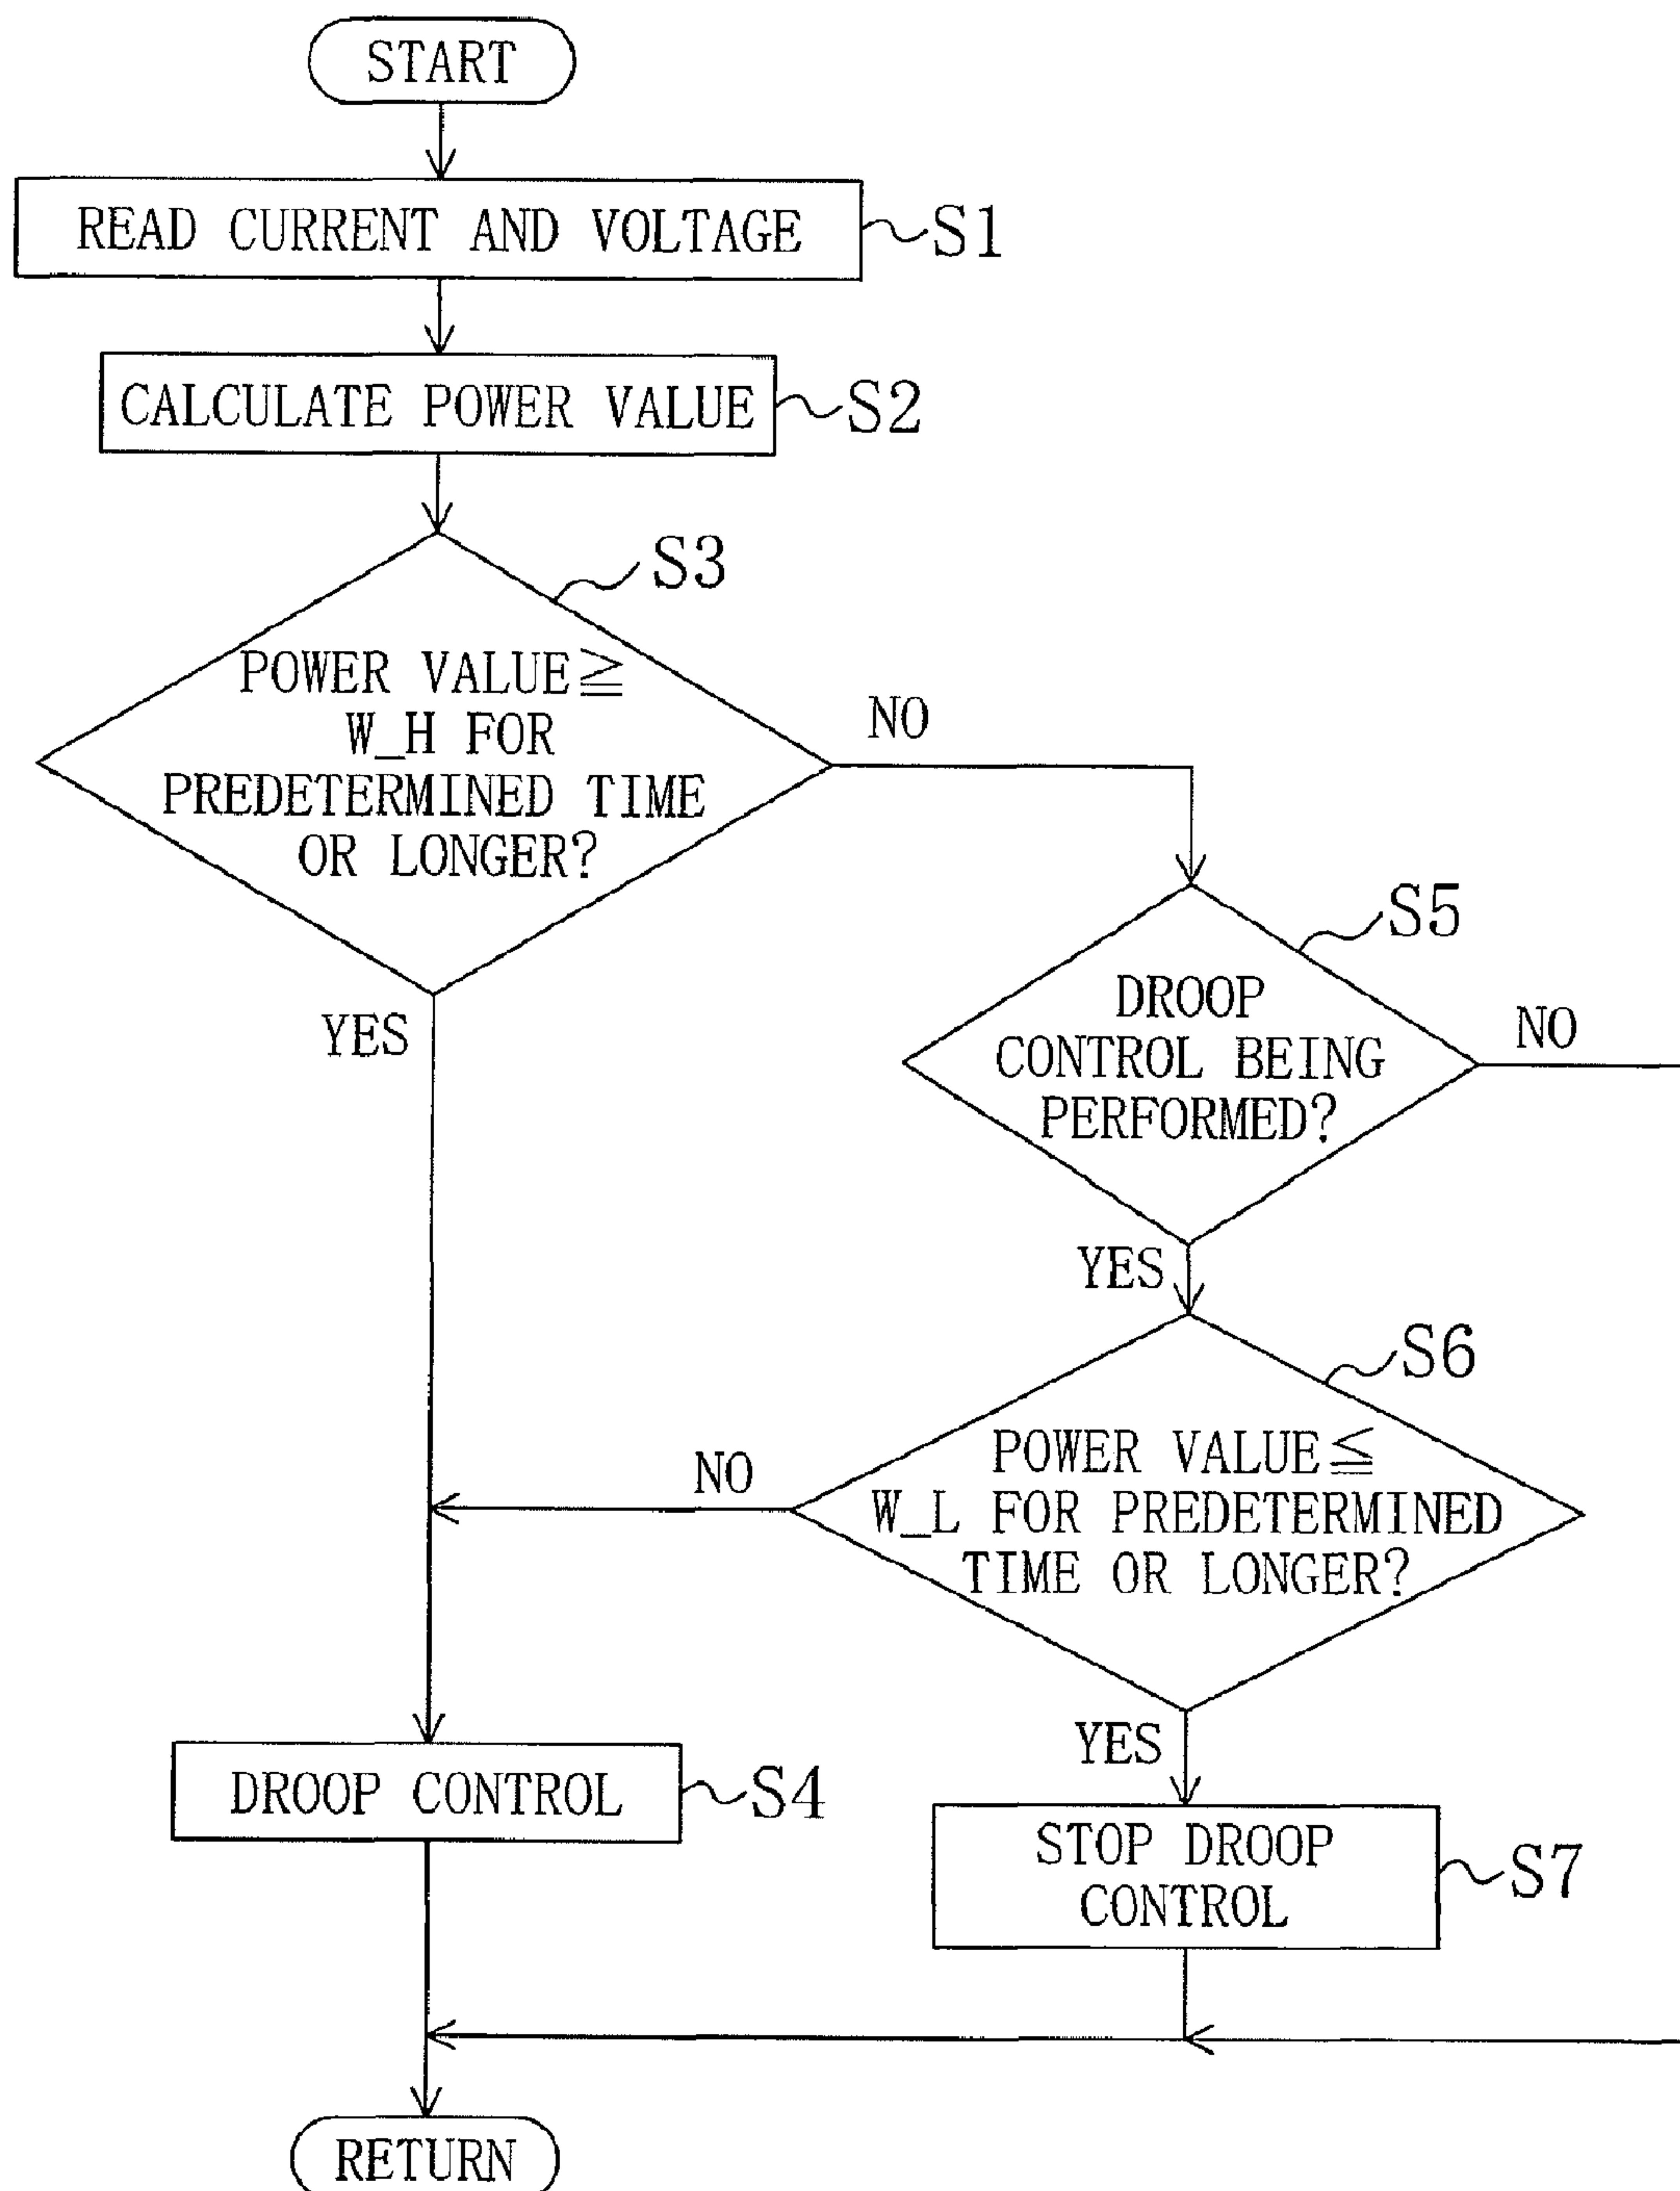 START
READ CURRENT AND VOLTAGE
S1
CALCULATE POWER VALUE
S2
S3
POWER VALUE≧
W_H FOR
PREDETERMINED TIME
OR LONGER?
NO
YES
S5
DROOP
CONTROL BEING
PERFORMED?
NO
YES
S6
POWER VALUE≦
W_L FOR PREDETERMINED
TIME OR LONGER?
NO
YES
DROOP CONTROL
S4
STOP DROOP
CONTROL
S7
RETURN